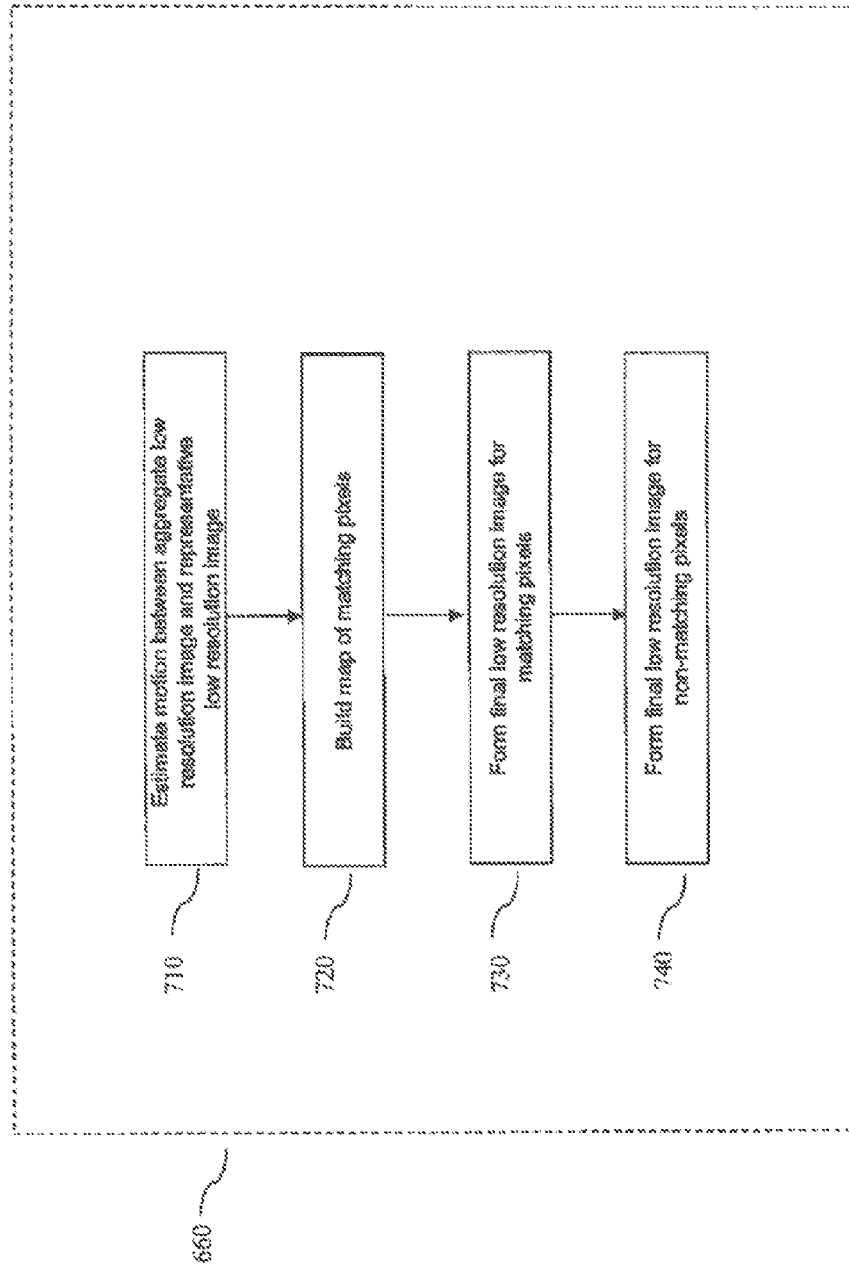 660
710
Estimate motion between aggregate low
resolution image and representative
low resolution image
720
Build map of matching pixels
730
Form final low resolution image for
matching pixels
740
Form final low resolution image for
non-matching pixels